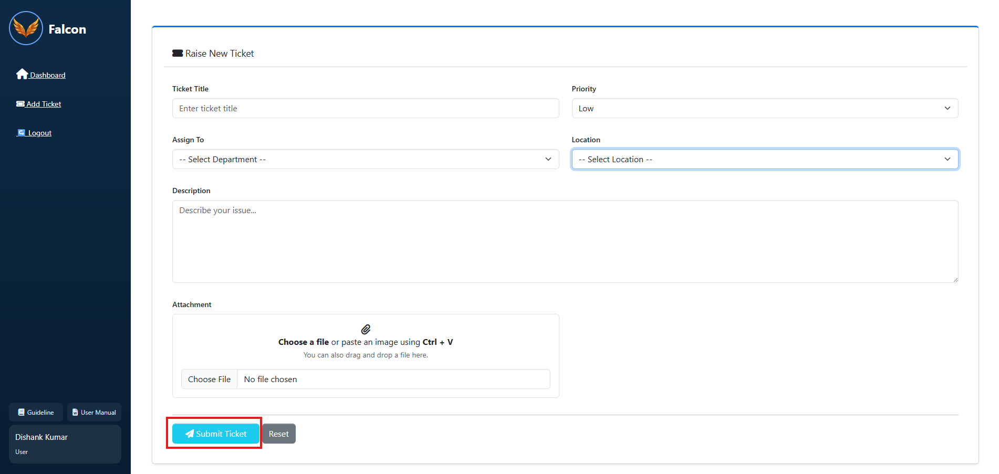 Falcon
Dashboard
Add Ticket
Logout
Guideline
User Manual
Dishank Kumar
User
Raise New Ticket
Ticket Title
Enter ticket title
Priority
Low
Assign To
-- Select Department --
Location
-- Select Location --
Description
Describe your issue...
Attachment
Choose a file or paste an image using Ctrl + V
You can also drag and drop a file here.
Choose File No file chosen
Submit Ticket
Reset